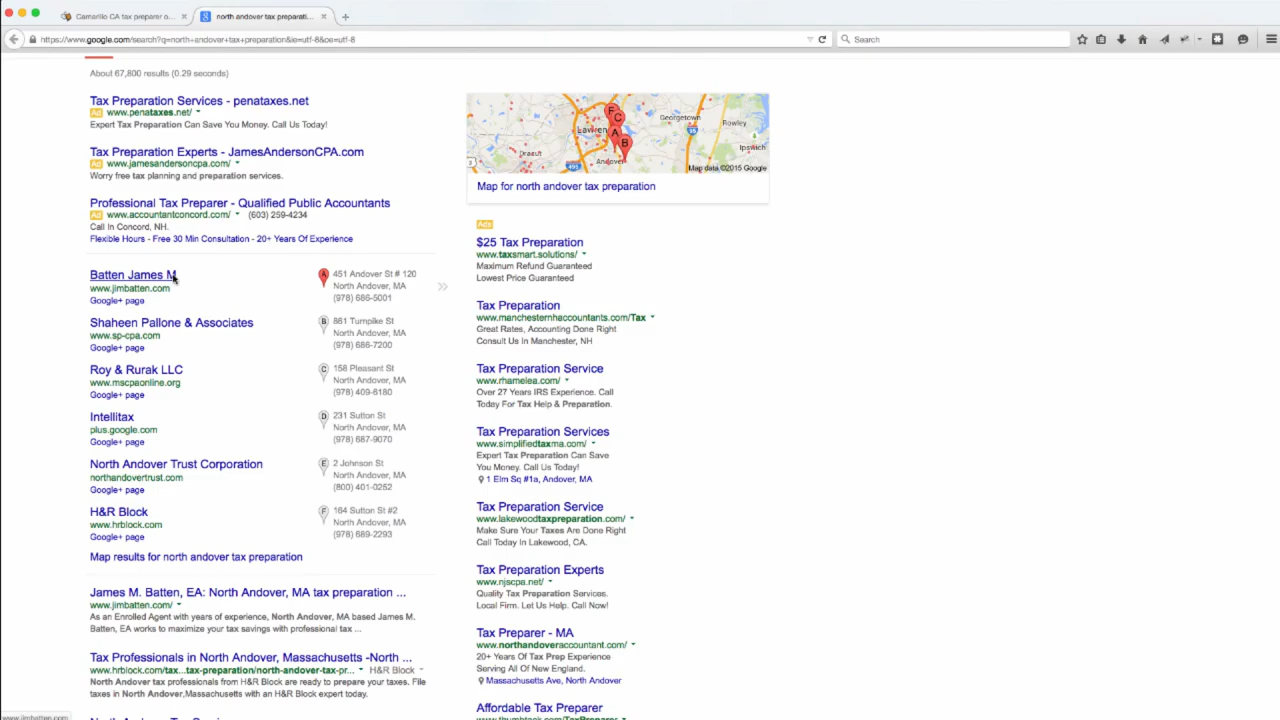 Camarillo CA tax preparer o...
north andover tax preparati...
https://www.google.com/search?q=north+andover+tax+preparation&ie=utf-8&oe=utf-8
Search
About 67,800 results (0.29 seconds)
Tax Preparation Services - penataxes.net
Ad www.penataxes.net/
Expert Tax Preparation Can Save You Money. Call Us Today!
Tax Preparation Experts - JamesAndersonCPA.com
Ad www.jamesandersoncpa.com/
Worry free tax planning and preparation services.
Professional Tax Preparer - Qualified Public Accountants
Ad www.accountantconcord.com/ (603) 259-4234
Call In Concord, NH.
Flexible Hours - Free 30 Min Consultation - 20+ Years Of Experience
Batten James M
www.jimbatten.com
Google+ page
A 451 Andover St # 120
North Andover, MA
(978) 686-5001
Shaheen Pallone & Associates
www.sp-cpa.com
Google+ page
B 861 Turnpike St
North Andover, MA
(978) 686-7200
Roy & Rurak LLC
www.mscpaonline.org
Google+ page
C 158 Pleasant St
North Andover, MA
(978) 409-6180
Intellitax
plus.google.com
Google+ page
D 231 Sutton St
North Andover, MA
(978) 687-9070
North Andover Trust Corporation
northandovertrust.com
Google+ page
E 2 Johnson St
North Andover, MA
(800) 401-0252
H&R Block
www.hrblock.com
Google+ page
F 164 Sutton St #2
North Andover, MA
(978) 689-2293
Map results for north andover tax preparation
James M. Batten, EA: North Andover, MA tax preparation ...
www.jimbatten.com/
As an Enrolled Agent with years of experience, North Andover, MA based James M.
Batten, EA works to maximize your tax savings with professional tax ...
Tax Professionals in North Andover, Massachusetts -North ...
www.hrblock.com/tax...tax-preparation/north-andover-tax-pr... H&R Block
North Andover tax professionals from H&R Block are ready to prepare your taxes. File
taxes in North Andover,Massachusetts with an H&R Block expert today.
www.jimbatten.com
F
C
A
B
Georgetown
Lawren
Rowley
95
Ipswich
Dracut
Andover
495
Map data ©2015 Google
Map for north andover tax preparation
Ads
$25 Tax Preparation
www.taxsmart.solutions/
Maximum Refund Guaranteed
Lowest Price Guaranteed
Tax Preparation
www.manchesternhaccountants.com/Tax
Great Rates, Accounting Done Right
Consult Us In Manchester, NH
Tax Preparation Service
www.rhamelea.com/
Over 27 Years IRS Experience. Call
Today For Tax Help & Preparation.
Tax Preparation Services
www.simplifiedtaxma.com/
Expert Tax Preparation Can Save
You Money. Call Us Today!
1 Elm Sq #1a, Andover, MA
Tax Preparation Service
www.lakewoodtaxpreparation.com/
Make Sure Your Taxes Are Done Right
Call Today In Lakewood, CA.
Tax Preparation Experts
www.njscpa.net/
Quality Tax Preparation Services.
Local Firm. Let Us Help. Call Now!
Tax Preparer - MA
www.northandoveraccountant.com/
20+ Years Of Tax Prep Experience
Serving All Of New England.
Massachusetts Ave, North Andover
Affordable Tax Preparer
www.thumbtack.com/TaxPreparer